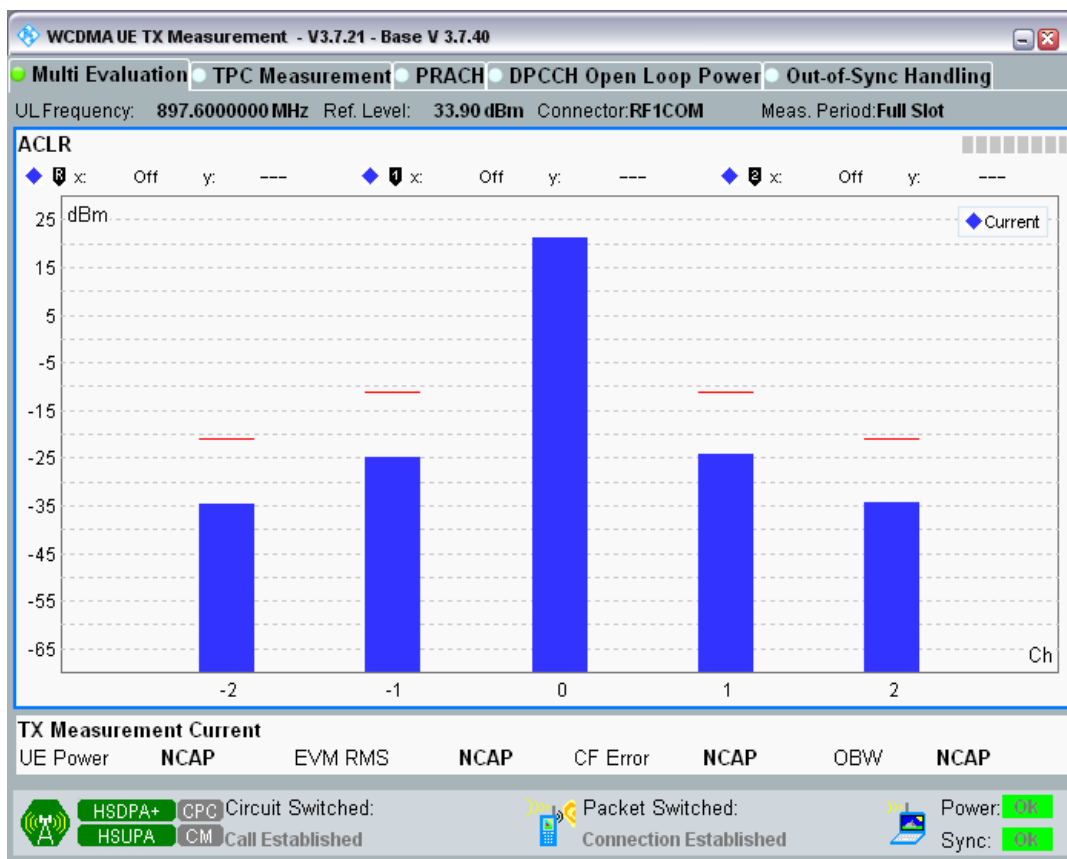 WCDMA UE TX Measurement - V3.7.21 - Base V 3.7.40
Multi Evaluation TPC Measurement PRACH DPCCH Open Loop Power Out-of-Sync Handling
UL Frequency: 897.6000000 MHz Ref. Level: 33.90 dBm Connector:RF1COM Meas. Period:Full Slot
ACLR
R x: Off y: --- 1 x: Off y: --- 2 x: Off y: ---
dBm
Current
25
15
5
-5
-15
-25
-35
-45
-55
-65
Ch
-2 -1 0 1 2
TX Measurement Current
UE Power NCAP EVM RMS NCAP CF Error NCAP OBW NCAP
HSDPA+ CPC Circuit Switched: Packet Switched: Power: Ok
HSUPA CM Call Established Connection Established Sync: Ok